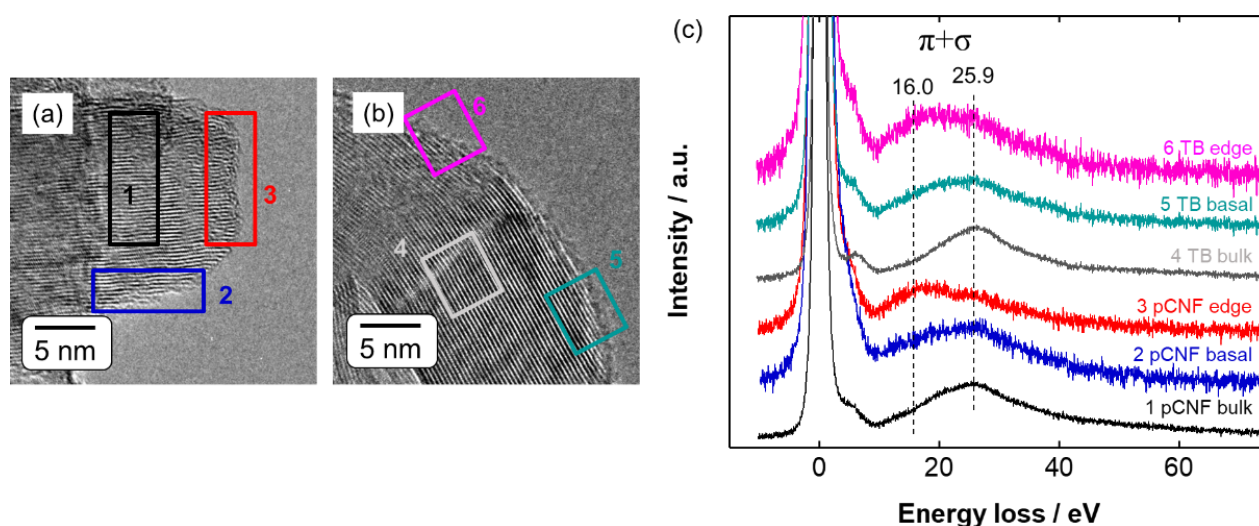 (a)
1
3
2
5 nm
(b)
6
4
5
5 nm
(c)
π+σ
16.0
25.9
6 TB edge
5 TB basal
4 TB bulk
3 pCNF edge
2 pCNF basal
1 pCNF bulk
Intensity / a.u.
0
20
40
60
Energy loss / eV